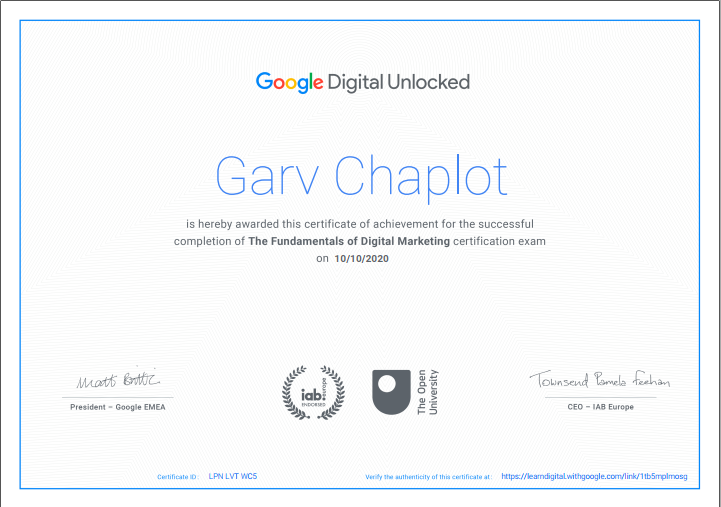 Google Digital Unlocked
Garv Chaplot
is hereby awarded this certificate of achievement for the successful
completion of The Fundamentals of Digital Marketing certification exam
on 10/10/2020
Matt Brittin
Townsend Pamela Feehan
President – Google EMEA
iab.europe
ENDORSED
The Open
University
CEO – IAB Europe
Certificate ID: LPN LVT WC5
Verify the authenticity of this certificate at: https://learndigital.withgoogle.com/link/1tb5mplmosg